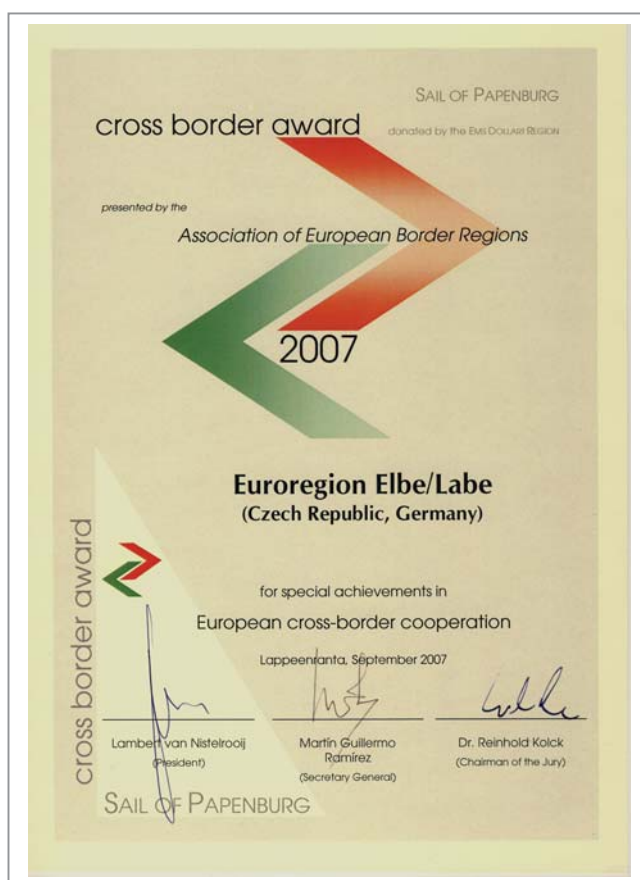 SAIL OF PAPENBURG
cross border award
donated by the EMS DOLLART REGION
presented by the
Association of European Border Regions
2007
Euroregion Elbe/Labe
(Czech Republic, Germany)
for special achievements in
European cross-border cooperation
Lappeenranta, September 2007
Lambert van Nistelrooij
(President)
Martín Guillermo
Ramírez
(Secretary General)
Dr. Reinhold Kolck
(Chairman of the Jury)
cross border award
SAIL OF PAPENBURG